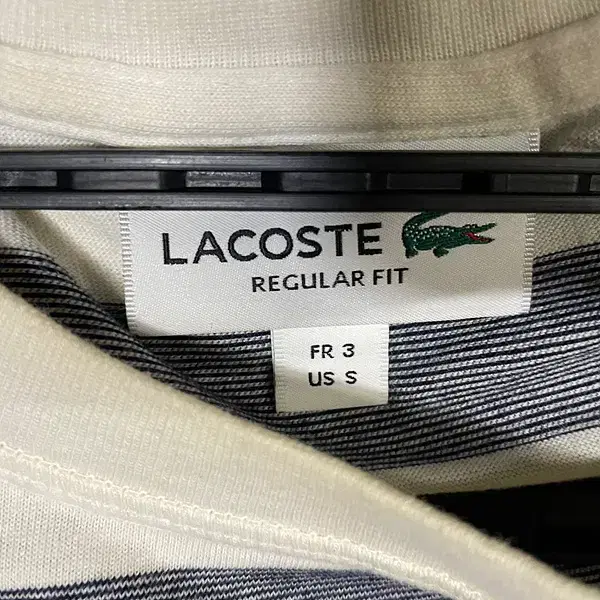 LACOSTE
REGULAR FIT
FR 3
US S